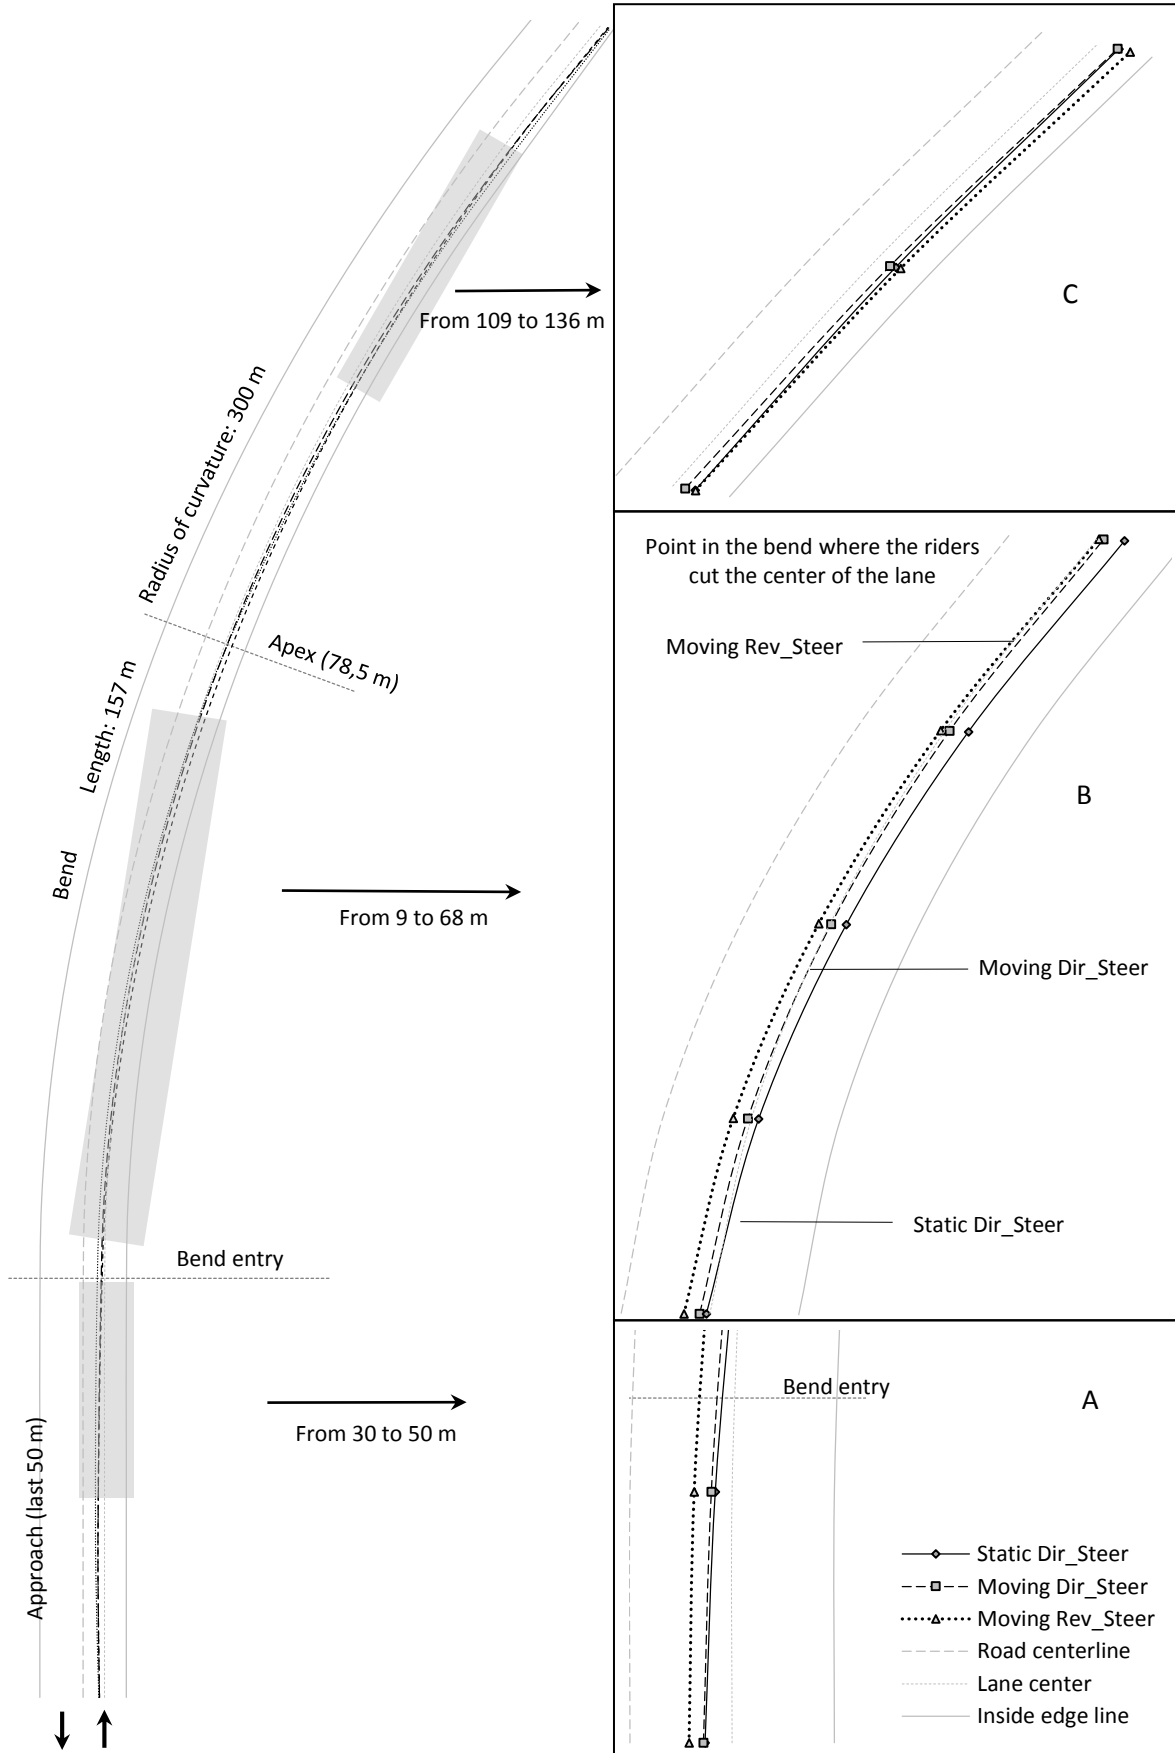 From 109 to 136 m
Radius of curvature: 300 m
Apex (78,5 m)
Length: 157 m
Bend
From 9 to 68 m
Bend entry
From 30 to 50 m
Approach (last 50 m)
C
Point in the bend where the riders
cut the center of the lane
Moving Rev_Steer
B
Moving Dir_Steer
Static Dir_Steer
Bend entry
A
Static Dir_Steer
Moving Dir_Steer
Moving Rev_Steer
Road centerline
Lane center
Inside edge line